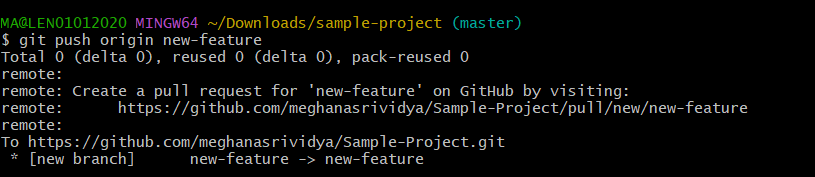 MA@LEN01012020 MINGW64 ~/Downloads/sample-project (master)
$ git push origin new-feature
Total 0 (delta 0), reused 0 (delta 0), pack-reused 0
remote:
remote: Create a pull request for 'new-feature' on GitHub by visiting:
remote:      https://github.com/meghanasrividya/Sample-Project/pull/new/new-feature
remote:
To https://github.com/meghanasrividya/Sample-Project.git
 * [new branch]      new-feature -> new-feature